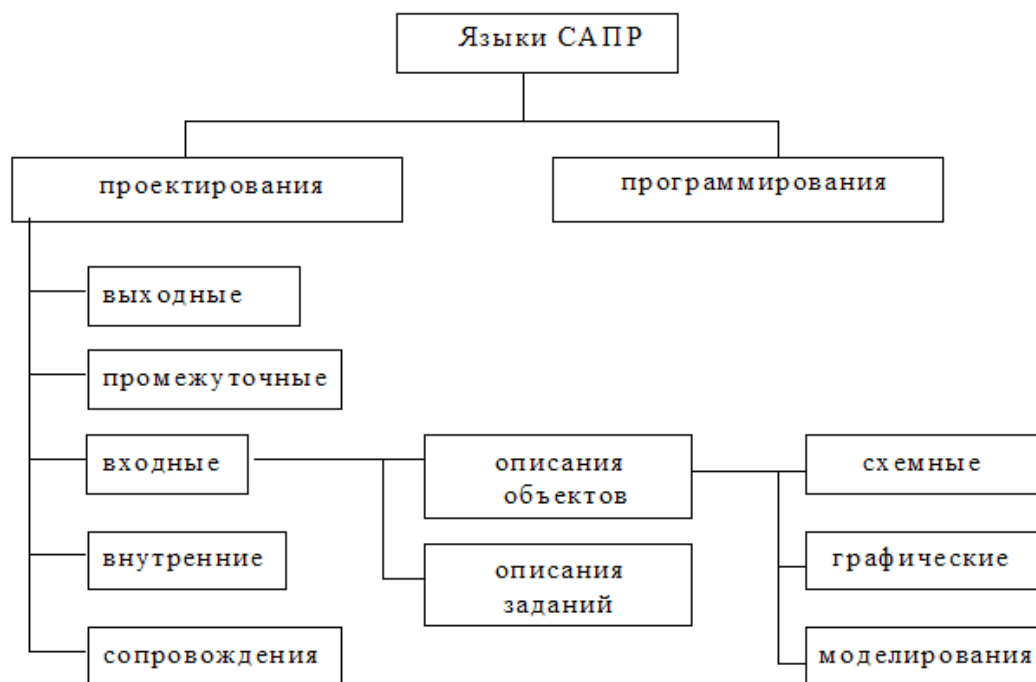 Языки САПР
проектирования
программирования
выходные
промежуточные
входные
описания
объектов
схемные
внутренние
описания
заданий
графические
сопровождения
моделирования